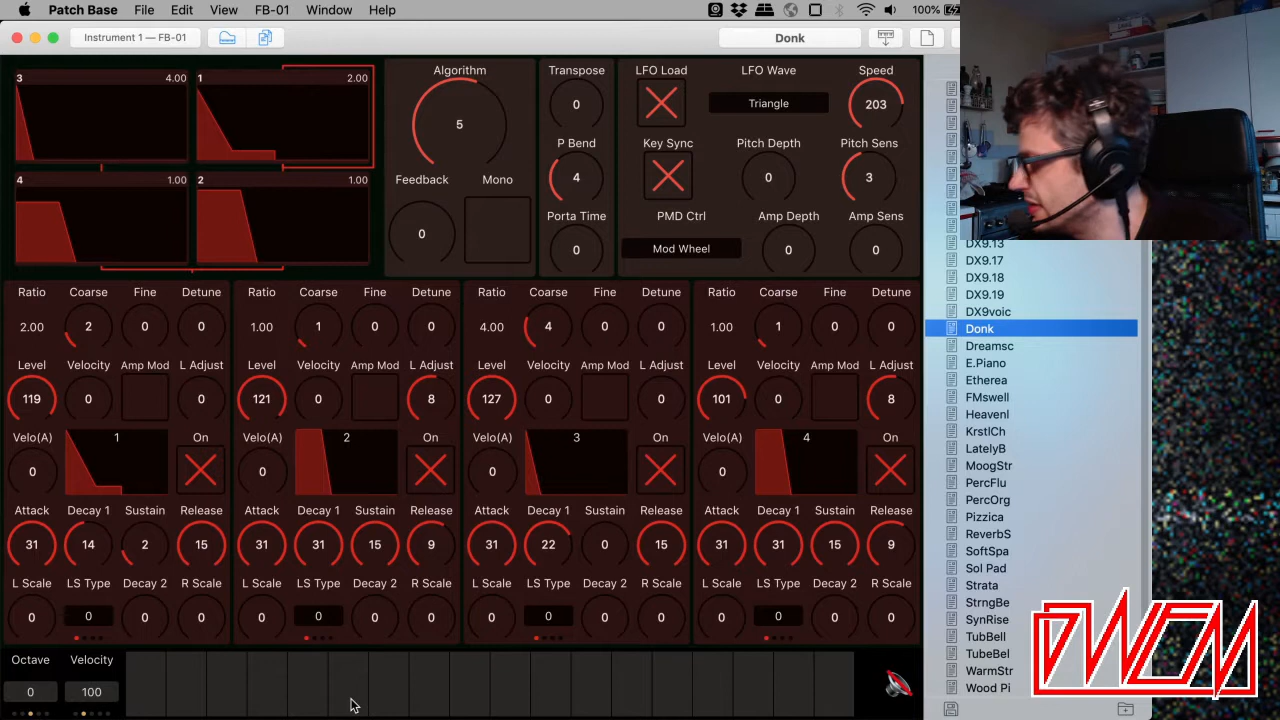 Patch Base File Edit View FB-01 Window Help 100%
Instrument 1 — FB-01 Donk
3 4.00 1 2.00
4 1.00 2 1.00
Algorithm
5
Feedback Mono
0
Transpose
0
P Bend
4
Porta Time
0
LFO Load LFO Wave Speed
Triangle 203
Key Sync Pitch Depth Pitch Sens
0 3
PMD Ctrl Amp Depth Amp Sens
Mod Wheel 0 0
Ratio Coarse Fine Detune Ratio Coarse Fine Detune Ratio Coarse Fine Detune Ratio Coarse Fine Detune
2.00 2 0 0 1.00 1 0 0 4.00 4 0 0 1.00 1 0 0
Level Velocity Amp Mod L Adjust Level Velocity Amp Mod L Adjust Level Velocity Amp Mod L Adjust Level Velocity Amp Mod L Adjust
119 0 0 121 0 8 127 0 0 101 0 8
Velo(A) 1 On Velo(A) 2 On Velo(A) 3 On Velo(A) 4 On
0 0 0 0
Attack Decay 1 Sustain Release Attack Decay 1 Sustain Release Attack Decay 1 Sustain Release Attack Decay 1 Sustain Release
31 14 2 15 31 31 15 9 31 22 0 15 31 31 15 9
L Scale LS Type Decay 2 R Scale L Scale LS Type Decay 2 R Scale L Scale LS Type Decay 2 R Scale L Scale LS Type Decay 2 R Scale
0 0 0 0 0 0 0 0 0 0 0 0 0 0 0 0
Octave Velocity
0 100
DX9.13
DX9.17
DX9.18
DX9.19
DX9voic
Donk
Dreamsc
E.Piano
Etherea
FMswell
Heavenl
KrstlCh
LatelyB
MoogStr
PercFlu
PercOrg
Pizzica
ReverbS
SoftSpa
Sol Pad
Strata
StrngBe
SynRise
TubBell
TubeBel
WarmStr
Wood Pi